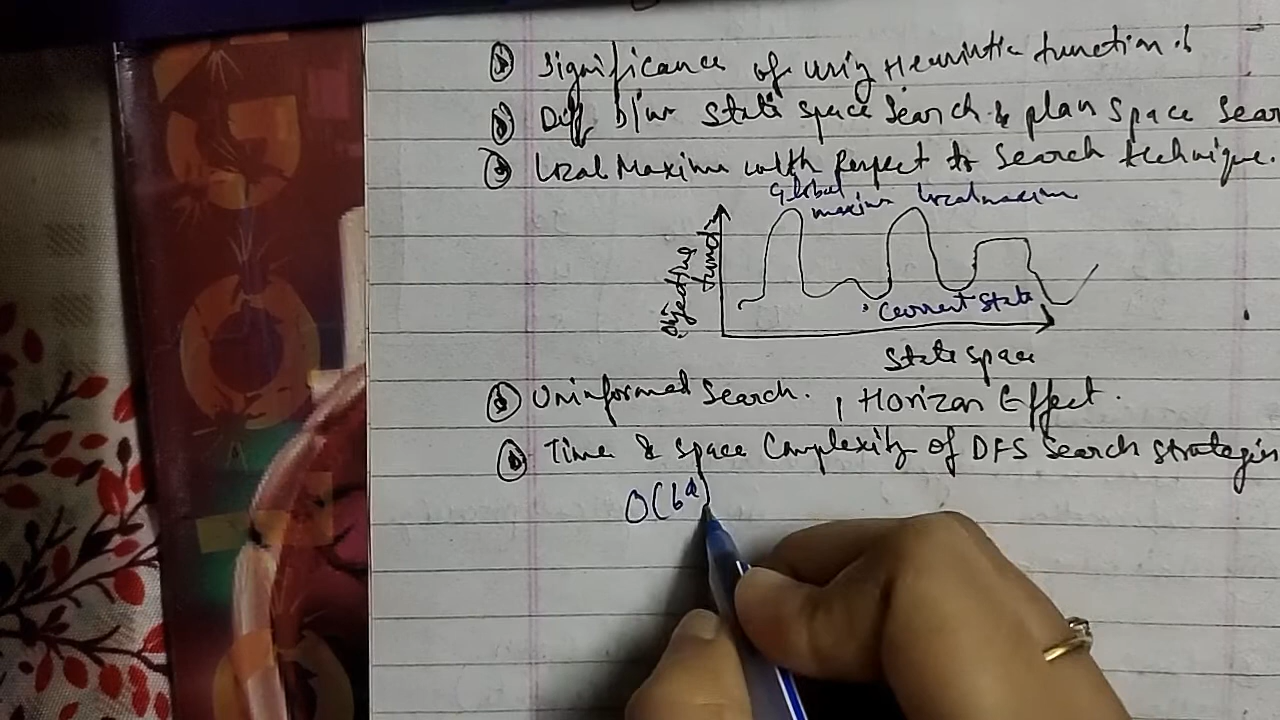 Significance of using Heuristic function.
Diff b/w State space Search & plan space Sear
Local Maxima with Respect to Search technique.
Global maxima Local maxima
Objective funct
Current State
State space
Uninformed Search. , Horizon Effect.
Time & space Complexity of DFS Search Strategies
O(b^d)